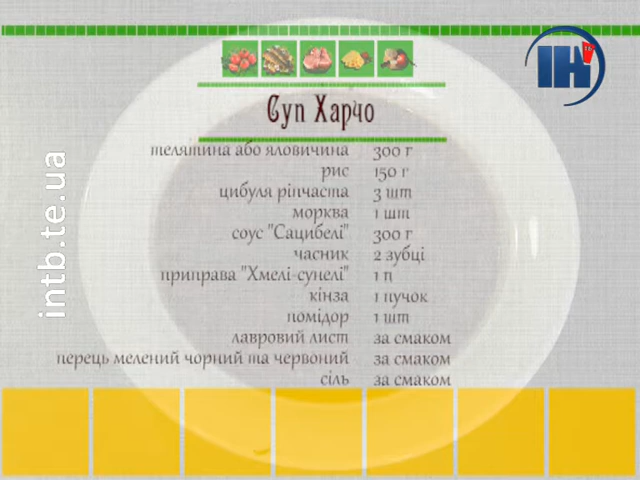 ІНТБ
Суп Харчо
телятина або яловичина 300 г
рис 150 г
цибуля ріпчаста 3 шт
морква 1 шт
соус "Сацибелі" 300 г
часник 2 зубці
приправа "Хмелі-сунелі" 1 п
кінза 1 пучок
помідор 1 шт
лавровий лист за смаком
перець мелений чорний та червоний за смаком
сіль за смаком
intb.te.ua